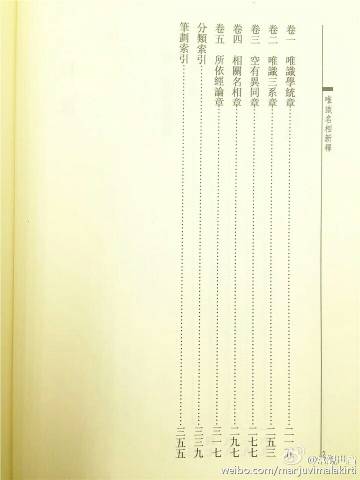 唯識名相新釋
卷一 唯識學統章
卷二 唯識三系章 二五三
卷三 空有異同章 二七七
卷四 相關名相章 二九七
卷五 所依經論章 三一七
分類索引 三三九
筆劃索引 三五五
weibo.com/marjuvimalakirti